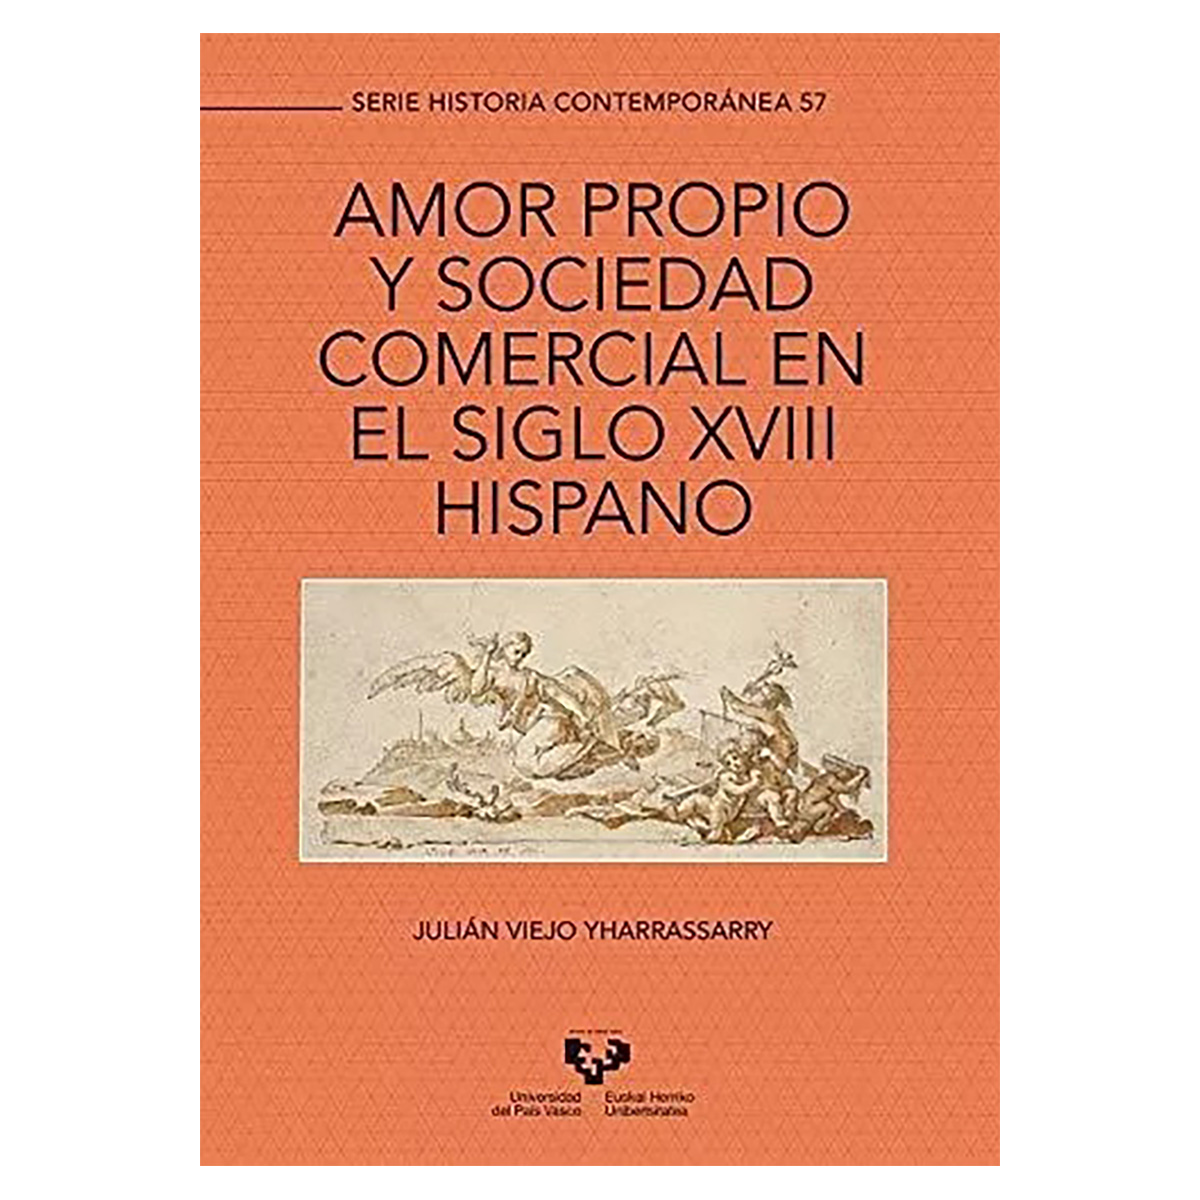 SERIE HISTORIA CONTEMPORÁNEA 57
AMOR PROPIO
Y SOCIEDAD
COMERCIAL EN
EL SIGLO XVIII
HISPANO
JULIÁN VIEJO YHARRASSARRY
Universidad
del País Vasco
Euskal Herriko
Unibertsitatea